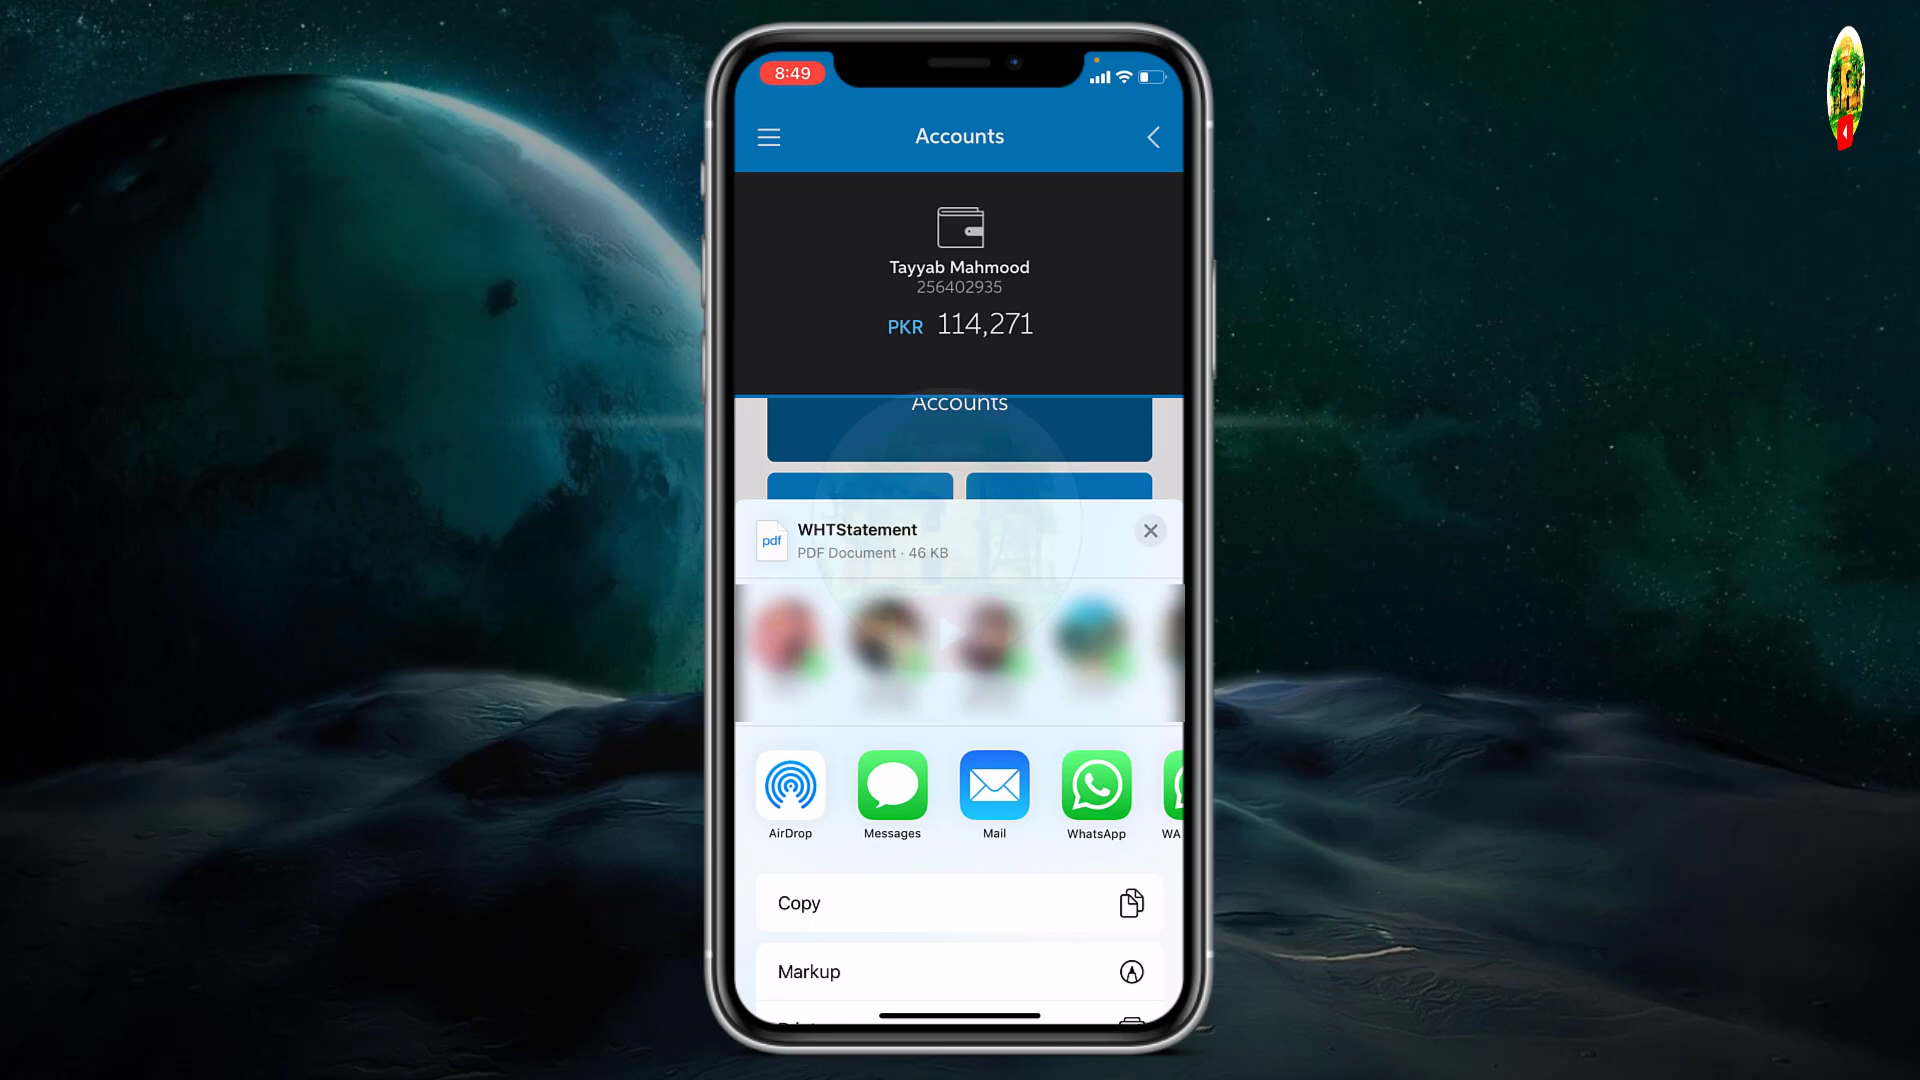 8:49
Accounts
Tayyab Mahmood
256402935
PKR 114,271
Accounts
WHTStatement
pdf
PDF Document · 46 KB
AirDrop
Messages
Mail
WhatsApp
WA
Copy
Markup